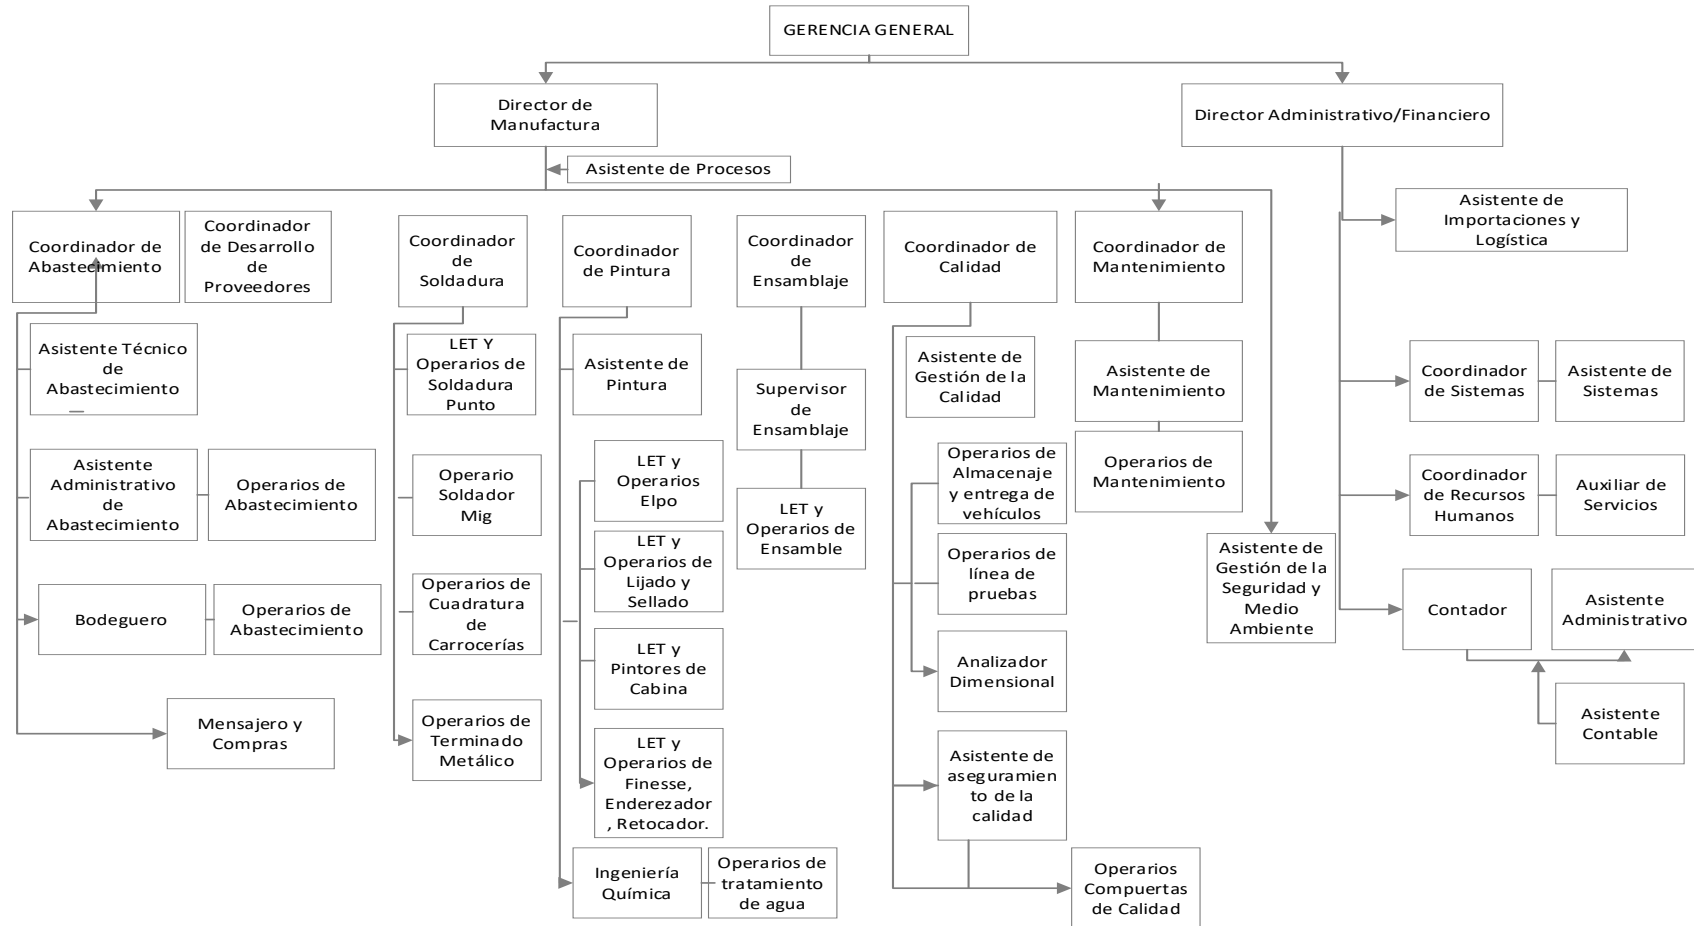 GERENCIA GENERAL
Director de
Manufactura
Director Administrativo/Financiero
Asistente de Procesos
Coordinador de
Abastecimiento
Coordinador
de Desarrollo
de
Proveedores
Coordinador
de
Soldadura
Coordinador
de Pintura
Coordinador
de
Ensamblaje
Coordinador de
Calidad
Coordinador de
Mantenimiento
Asistente de
Importaciones y
Logística
Asistente Técnico
de
Abastecimiento
LET Y
Operarios de
Soldadura
Punto
Asistente de
Pintura
Supervisor
de
Ensamblaje
Asistente de
Gestión de la
Calidad
Asistente de
Mantenimiento
Coordinador
de Sistemas
Asistente de
Sistemas
Asistente
Administrativo
de
Abastecimiento
Operarios de
Abastecimiento
Operario
Soldador
Mig
LET y
Operarios
Elpo
LET y
Operarios de
Ensamble
Operarios de
Almacenaje
y entrega de
vehículos
Operarios de
Mantenimiento
Coordinador
de Recursos
Humanos
Auxiliar de
Servicios
Bodeguero
Operarios de
Abastecimiento
Operarios de
Cuadratura
de
Carrocerías
LET y
Operarios de
Lijado y
Sellado
Operarios de
línea de
pruebas
Asistente de
Gestión de la
Seguridad y
Medio
Ambiente
Contador
Asistente
Administrativo
LET y
Pintores de
Cabina
Analizador
Dimensional
Mensajero y
Compras
Operarios de
Terminado
Metálico
LET y
Operarios de
Finesse,
Enderezador
, Retocador.
Asistente de
aseguramien
to de la
calidad
Asistente
Contable
Ingeniería
Química
Operarios de
tratamiento
de agua
Operarios
Compuertas
de Calidad